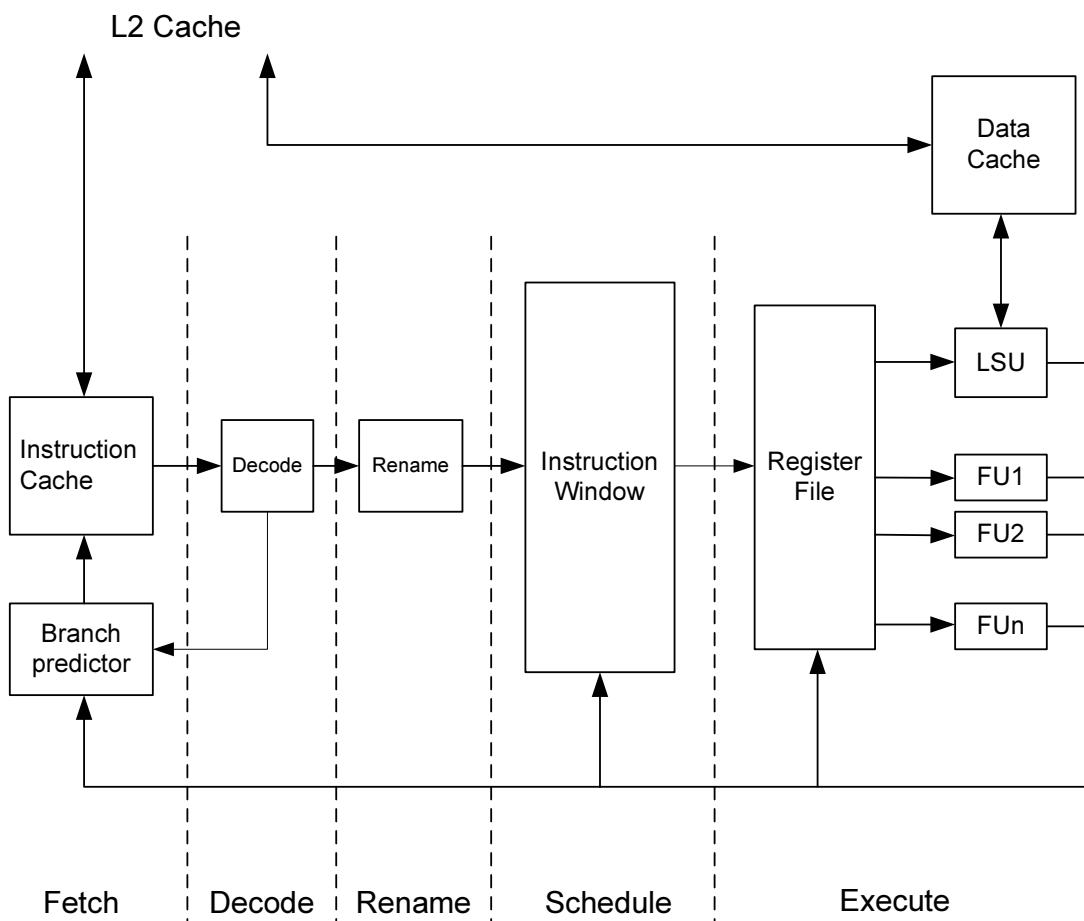 L2 Cache
Data
Cache
LSU
Instruction
Cache
Decode
Rename
Instruction
Window
Register
File
FU1
FU2
FUn
Branch
predictor
Fetch
Decode
Rename
Schedule
Execute